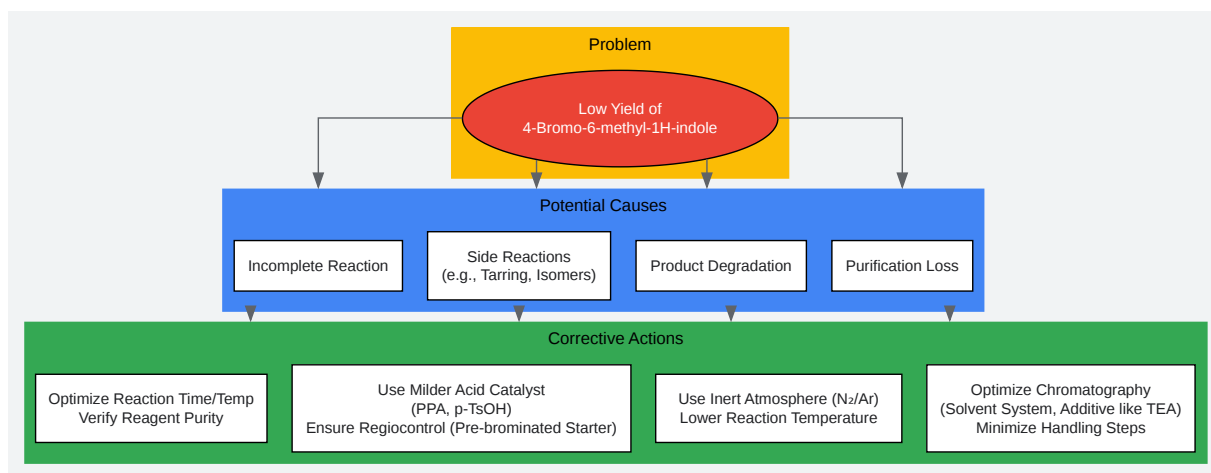 Problem
Low Yield of
4-Bromo-6-methyl-1H-indole
Potential Causes
Incomplete Reaction
Side Reactions
(e.g., Tarring, Isomers)
Product Degradation
Purification Loss
Corrective Actions
Optimize Reaction Time/Temp
Verify Reagent Purity
Use Milder Acid Catalyst
(PPA, p-TsOH)
Ensure Regiocontrol (Pre-brominated Starter)
Use Inert Atmosphere (N₂/Ar)
Lower Reaction Temperature
Optimize Chromatography
(Solvent System, Additive like TEA)
Minimize Handling Steps